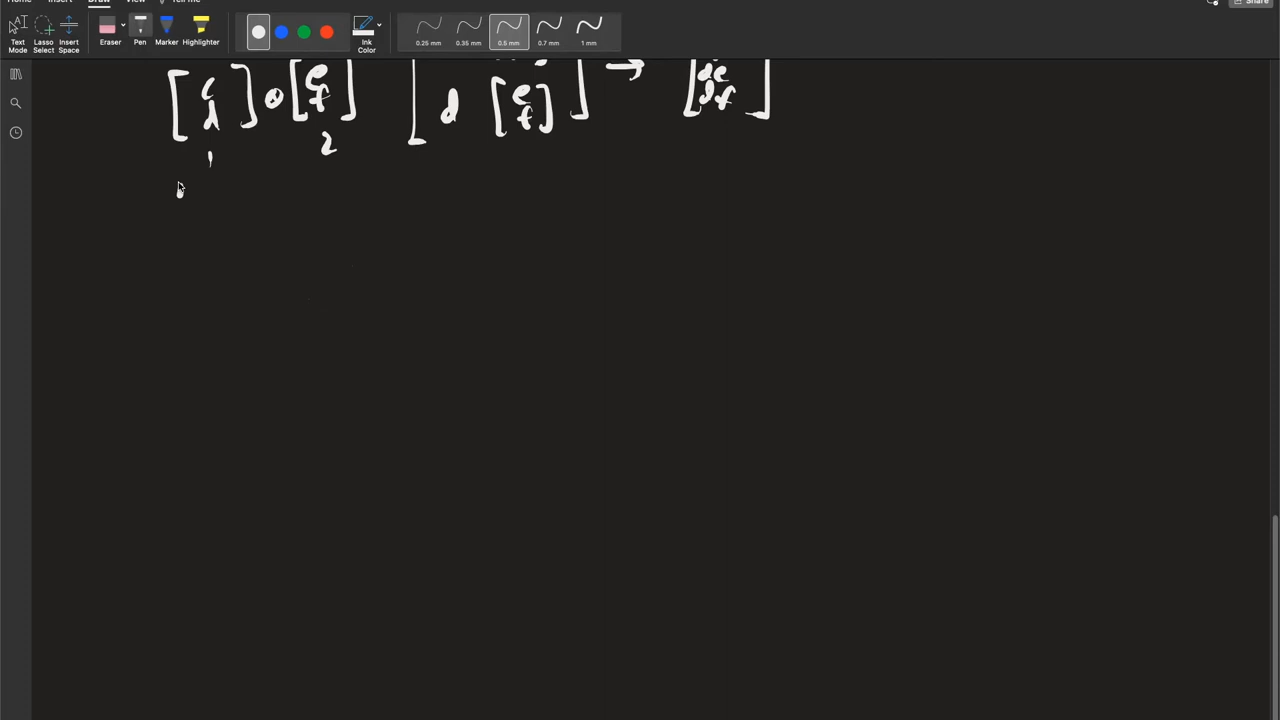 Home Insert Draw View Tell me Share
Text Mode Lasso Select Insert Space Eraser Pen Marker Highlighter Ink Color 0.25 mm 0.35 mm 0.5 mm 0.7 mm 1 mm
[c d] ⊗ [e f] [d [e f]] → [de df]
1 2